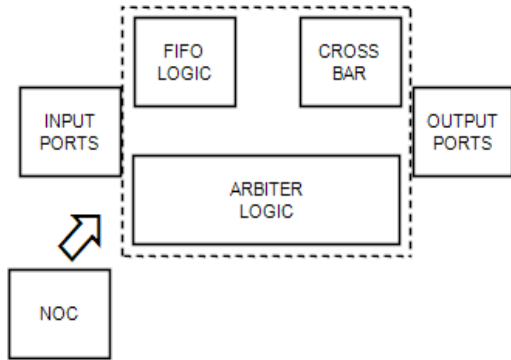 FIFO
LOGIC
CROSS
BAR
INPUT
PORTS
OUTPUT
PORTS
ARBITER
LOGIC
NOC